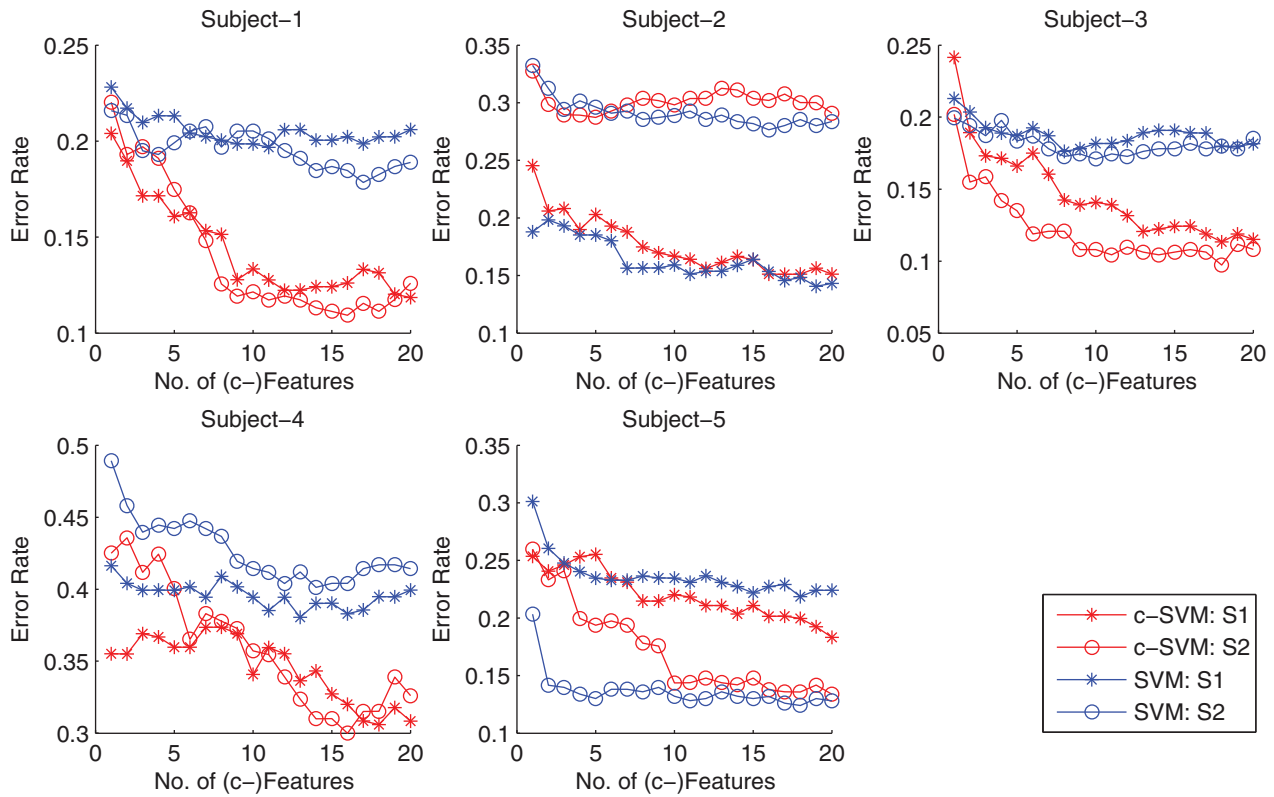 Subject−1
0.25
0.2
0.15
0.1
Error Rate
0 5 10 15 20
No. of (c−)Features
Subject−2
0.35
0.3
0.25
0.2
0.15
0.1
Error Rate
0 5 10 15 20
No. of (c−)Features
Subject−3
0.25
0.2
0.15
0.1
0.05
Error Rate
0 5 10 15 20
No. of (c−)Features
Subject−4
0.5
0.45
0.4
0.35
0.3
Error Rate
0 5 10 15 20
No. of (c−)Features
Subject−5
0.35
0.3
0.25
0.2
0.15
0.1
Error Rate
0 5 10 15 20
No. of (c−)Features
c−SVM: S1
c−SVM: S2
SVM: S1
SVM: S2